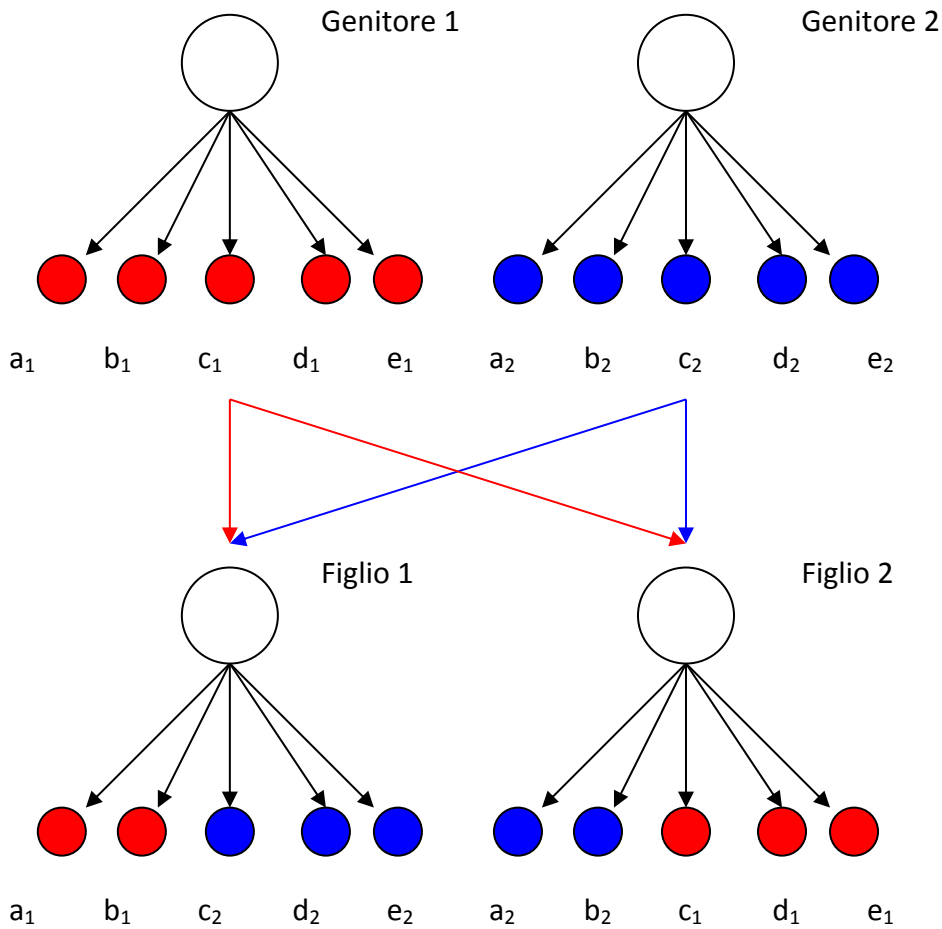 Genitore 1 Genitore 2
a₁ b₁ c₁ d₁ e₁ a₂ b₂ c₂ d₂ e₂
Figlio 1 Figlio 2
a₁ b₁ c₂ d₂ e₂ a₂ b₂ c₁ d₁ e₁